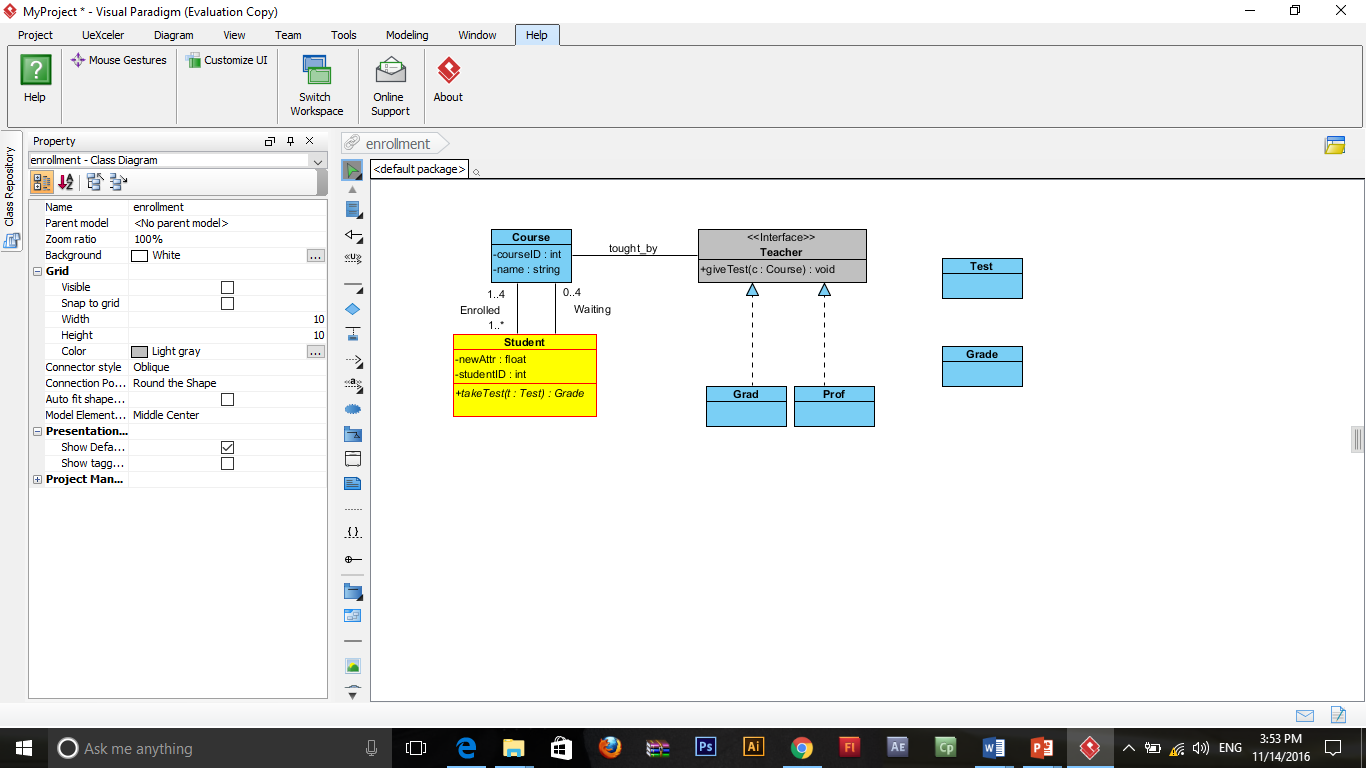 MyProject * - Visual Paradigm (Evaluation Copy)
Project UeXceler Diagram View Team Tools Modeling Window Help
Help
Mouse Gestures
Customize UI
Switch
Workspace
Online
Support
About
Class Repository
Property
enrollment - Class Diagram
Name enrollment
Parent model <No parent model>
Zoom ratio 100%
Background White ...
Grid
Visible
Snap to grid
Width 10
Height 10
Color Light gray ...
Connector style Oblique
Connection Po... Round the Shape
Auto fit shape...
Model Element... Middle Center
Presentation...
Show Defa...
Show tagg...
Project Man...
enrollment
<default package>
<<u>>
<<a>>
{ }
Course
-courseID : int
-name : string
tought_by
<<Interface>>
Teacher
+giveTest(c : Course) : void
1..4
Enrolled
1..*
0..4
Waiting
Student
-newAttr : float
-studentID : int
+takeTest(t : Test) : Grade
Grad
Prof
Test
Grade
Ask me anything
Ps
Ai
Fl
AE
Cp
ENG
3:53 PM
11/14/2016